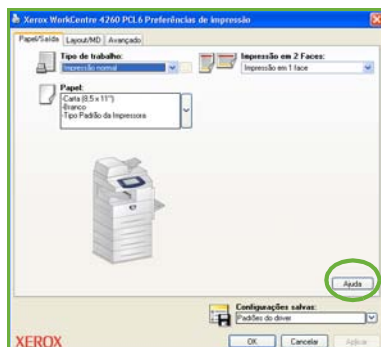 Xerox WorkCentre 4260 PCL6 Preferências de impressão
Papel/Saída Layout/MD Avançado
Tipo de trabalho:
Impressão normal
Impressão em 2 Faces:
Impressão em 1 face
Papel:
-Carta (8,5 x 11")
-Branco
-Tipo Padrão da Impressora
Ajuda
Configurações salvas:
Padrões do driver
XEROX
OK Cancelar Aplicar